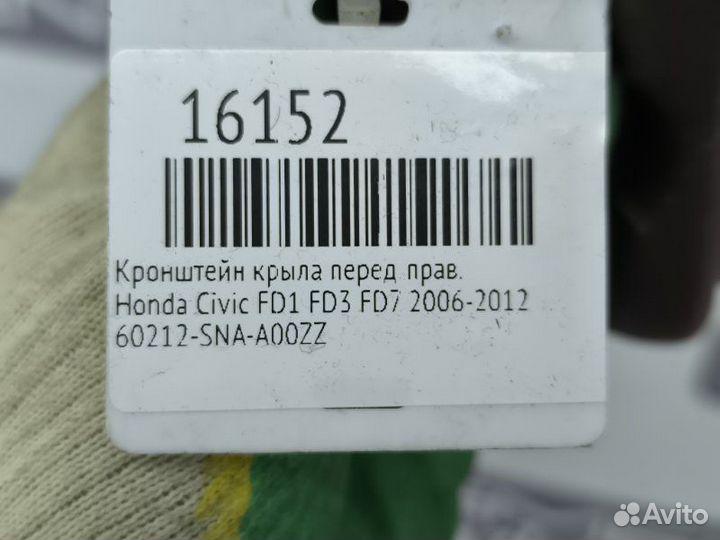 16152
Кронштейн крыла перед. прав.
Honda Civic FD1 FD3 FD7 2006-2012
60212-SNA-A00ZZ
Avito